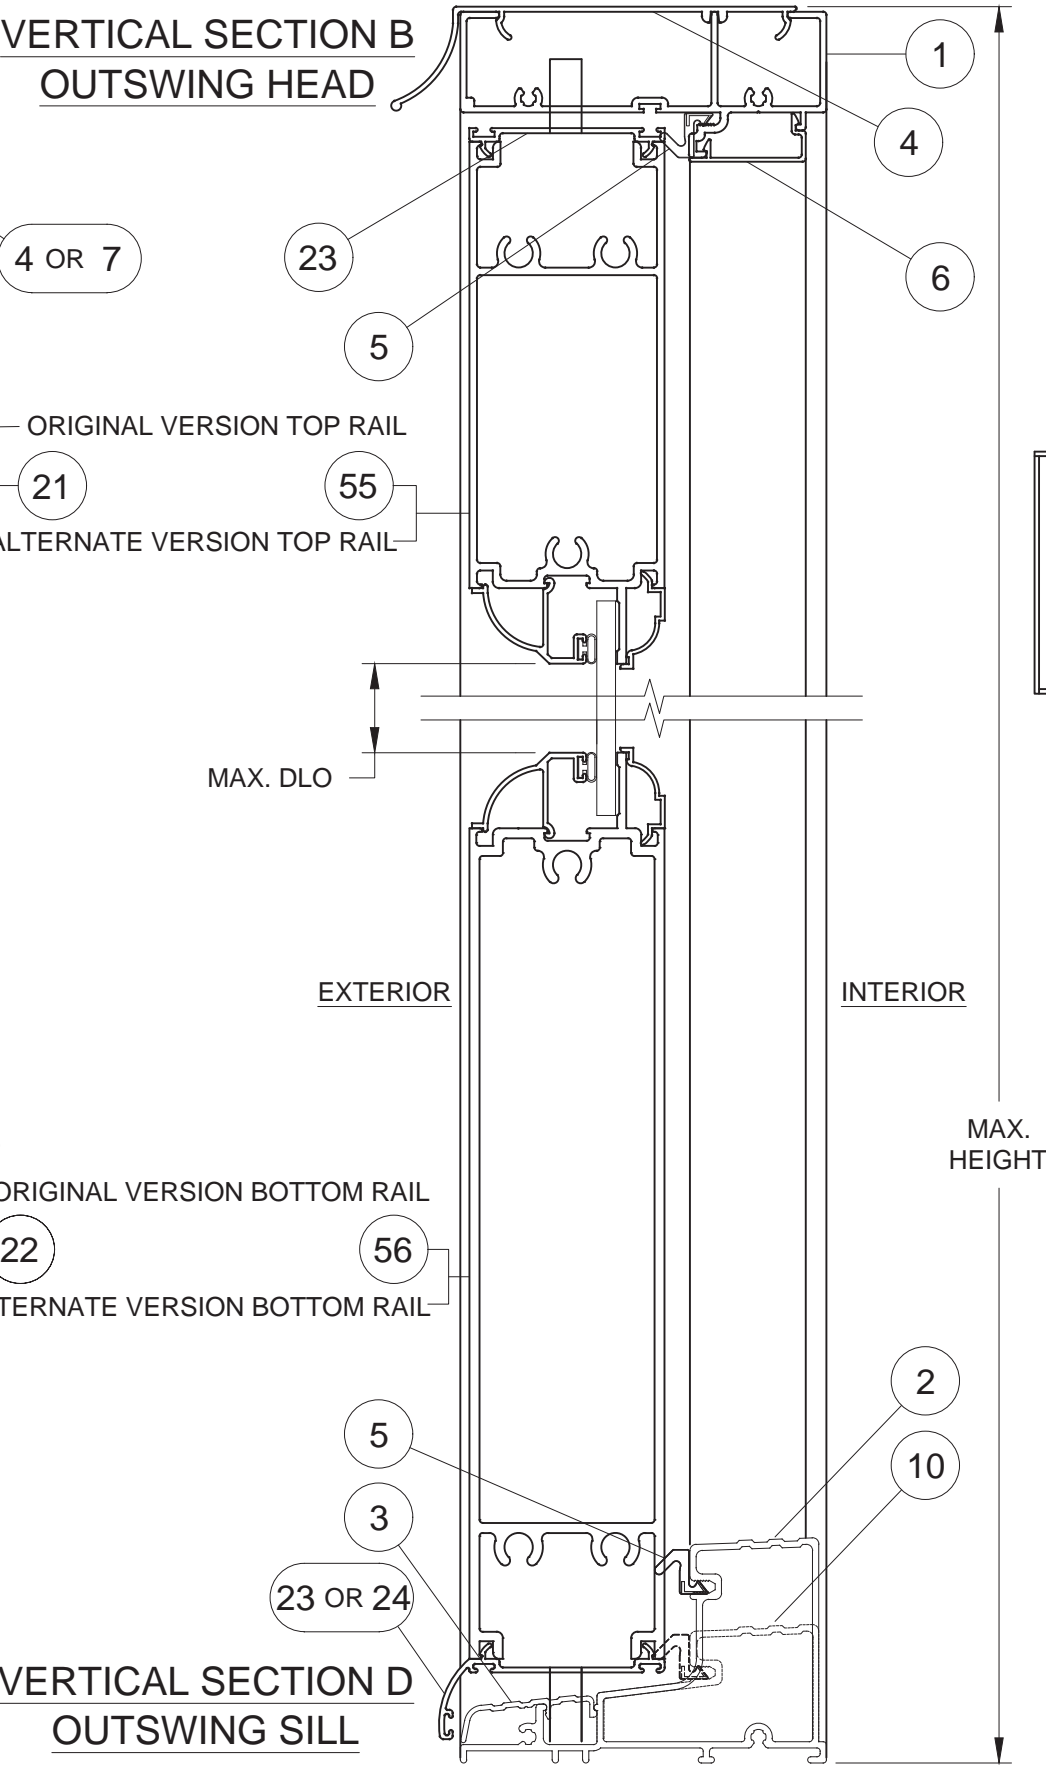 VERTICAL SECTION B
OUTSWING HEAD
1
4
4 OR 7
23
6
5
ORIGINAL VERSION TOP RAIL
21
55
ALTERNATE VERSION TOP RAIL
MAX. DLO
EXTERIOR
INTERIOR
MAX.
HEIGHT
ORIGINAL VERSION BOTTOM RAIL
22
56
TERNATE VERSION BOTTOM RAIL
2
5
10
3
23 OR 24
VERTICAL SECTION D
OUTSWING SILL